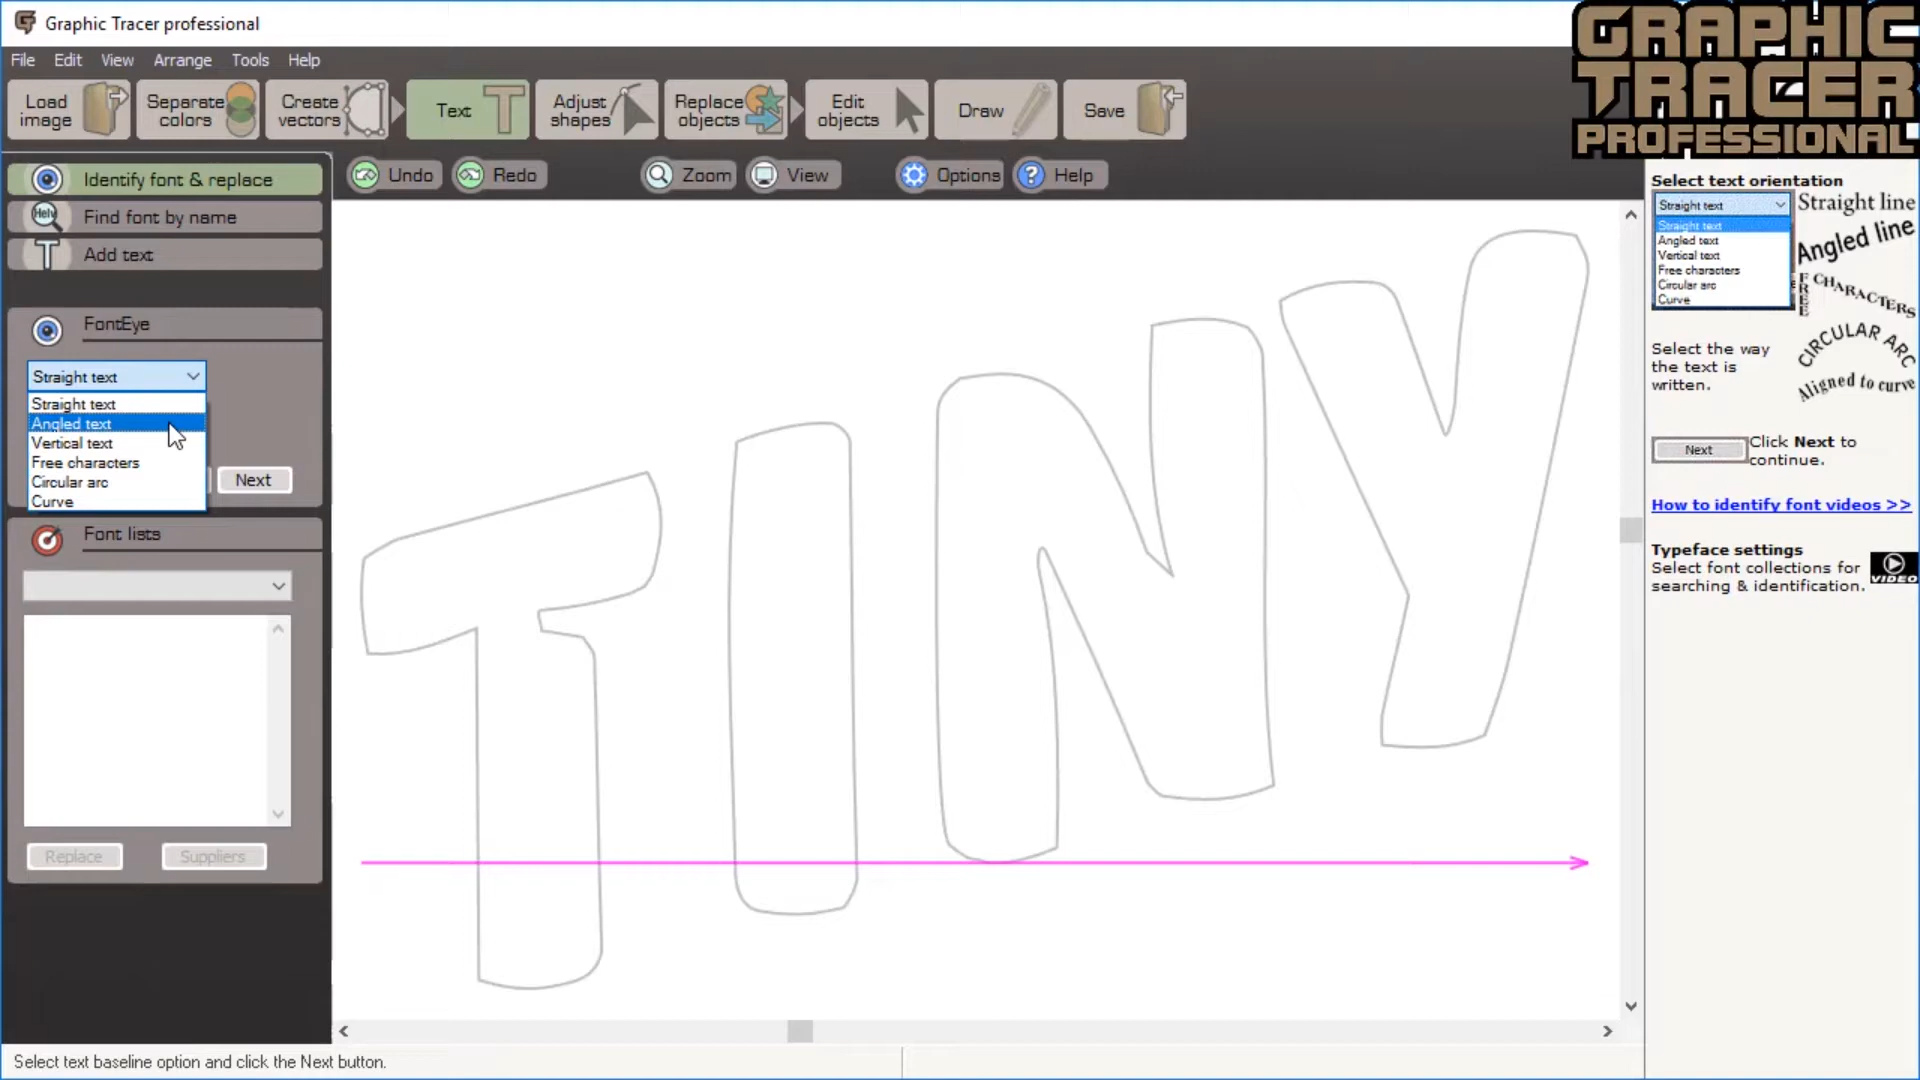 Graphic Tracer professional
GRAPHIC
TRACER
PROFESSIONAL
File Edit View Arrange Tools Help
Load image
Separate colors
Create vectors
Text
Adjust shapes
Replace objects
Edit objects
Draw
Save
Undo Redo Zoom View Options Help
Identify font & replace
Find font by name
Add text
FontEye
Straight text
Straight text
Angled text
Vertical text
Free characters
Circular arc
Curve
Next
Font lists
Replace Suppliers
TINY
Select text orientation
Straight text
Straight text
Angled text
Vertical text
Free characters
Circular arc
Curve
Straight line
Angled line
FREE CHARACTERS
CIRCULAR ARC
Aligned to curve
Select the way
the text is
written.
Next
Click Next to
continue.
How to identify font videos >>
Typeface settings
Select font collections for
searching & identification.
VIDEO
Select text baseline option and click the Next button.